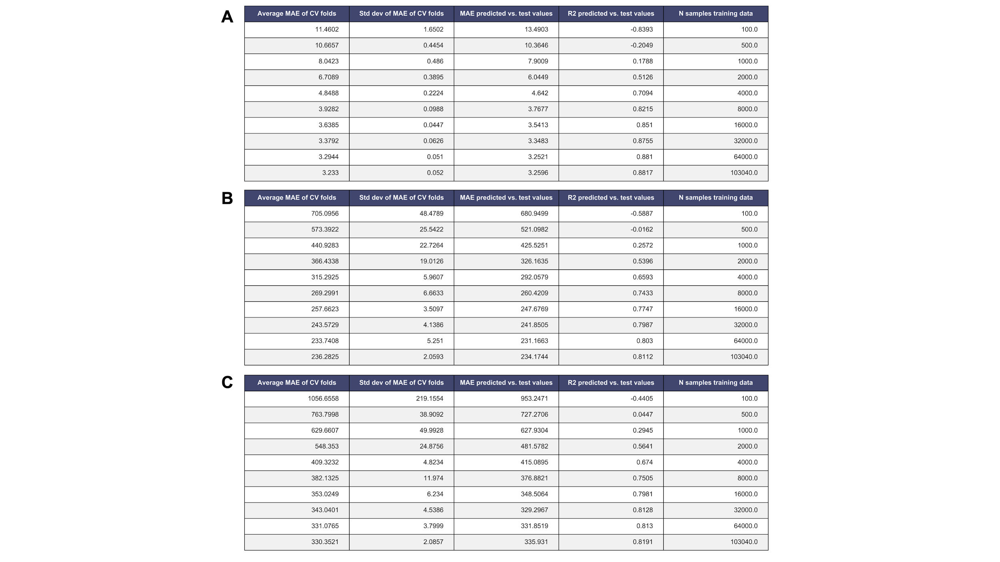 A
Average MAE of CV folds Std dev of MAE of CV folds MAE predicted vs. test values R2 predicted vs. test values N samples training data
11.4602 1.6502 13.4903 -0.8393 100.0
10.6657 0.4454 10.3646 -0.2049 500.0
8.0423 0.486 7.9009 0.1788 1000.0
6.7089 0.3895 6.0449 0.5126 2000.0
4.8488 0.2224 4.642 0.7094 4000.0
3.9282 0.0988 3.7677 0.8215 8000.0
3.6385 0.0447 3.5413 0.851 16000.0
3.3792 0.0626 3.3483 0.8755 32000.0
3.2944 0.051 3.2521 0.881 64000.0
3.233 0.052 3.2596 0.8817 103040.0
B
Average MAE of CV folds Std dev of MAE of CV folds MAE predicted vs. test values R2 predicted vs. test values N samples training data
705.0956 48.4789 680.9499 -0.5887 100.0
573.3922 25.5422 521.0982 -0.0162 500.0
440.9283 22.7264 425.5251 0.2572 1000.0
366.4338 19.0126 326.1635 0.5396 2000.0
315.2925 5.9607 292.0579 0.6593 4000.0
269.2991 6.6633 260.4209 0.7433 8000.0
257.6623 3.5097 247.6769 0.7747 16000.0
243.5729 4.1386 241.8505 0.7987 32000.0
233.7408 5.251 231.1663 0.803 64000.0
236.2825 2.0593 234.1744 0.8112 103040.0
C
Average MAE of CV folds Std dev of MAE of CV folds MAE predicted vs. test values R2 predicted vs. test values N samples training data
1056.6558 219.1554 953.2471 -0.4405 100.0
763.7998 38.9092 727.2706 0.0447 500.0
629.6607 49.9928 627.9304 0.2945 1000.0
548.353 24.8756 481.5782 0.5641 2000.0
409.3232 4.8234 415.0895 0.674 4000.0
382.1325 11.974 376.8821 0.7505 8000.0
353.0249 6.234 348.5064 0.7981 16000.0
343.0401 4.5386 329.2967 0.8128 32000.0
331.0765 3.7999 331.8519 0.813 64000.0
330.3521 2.0857 335.931 0.8191 103040.0